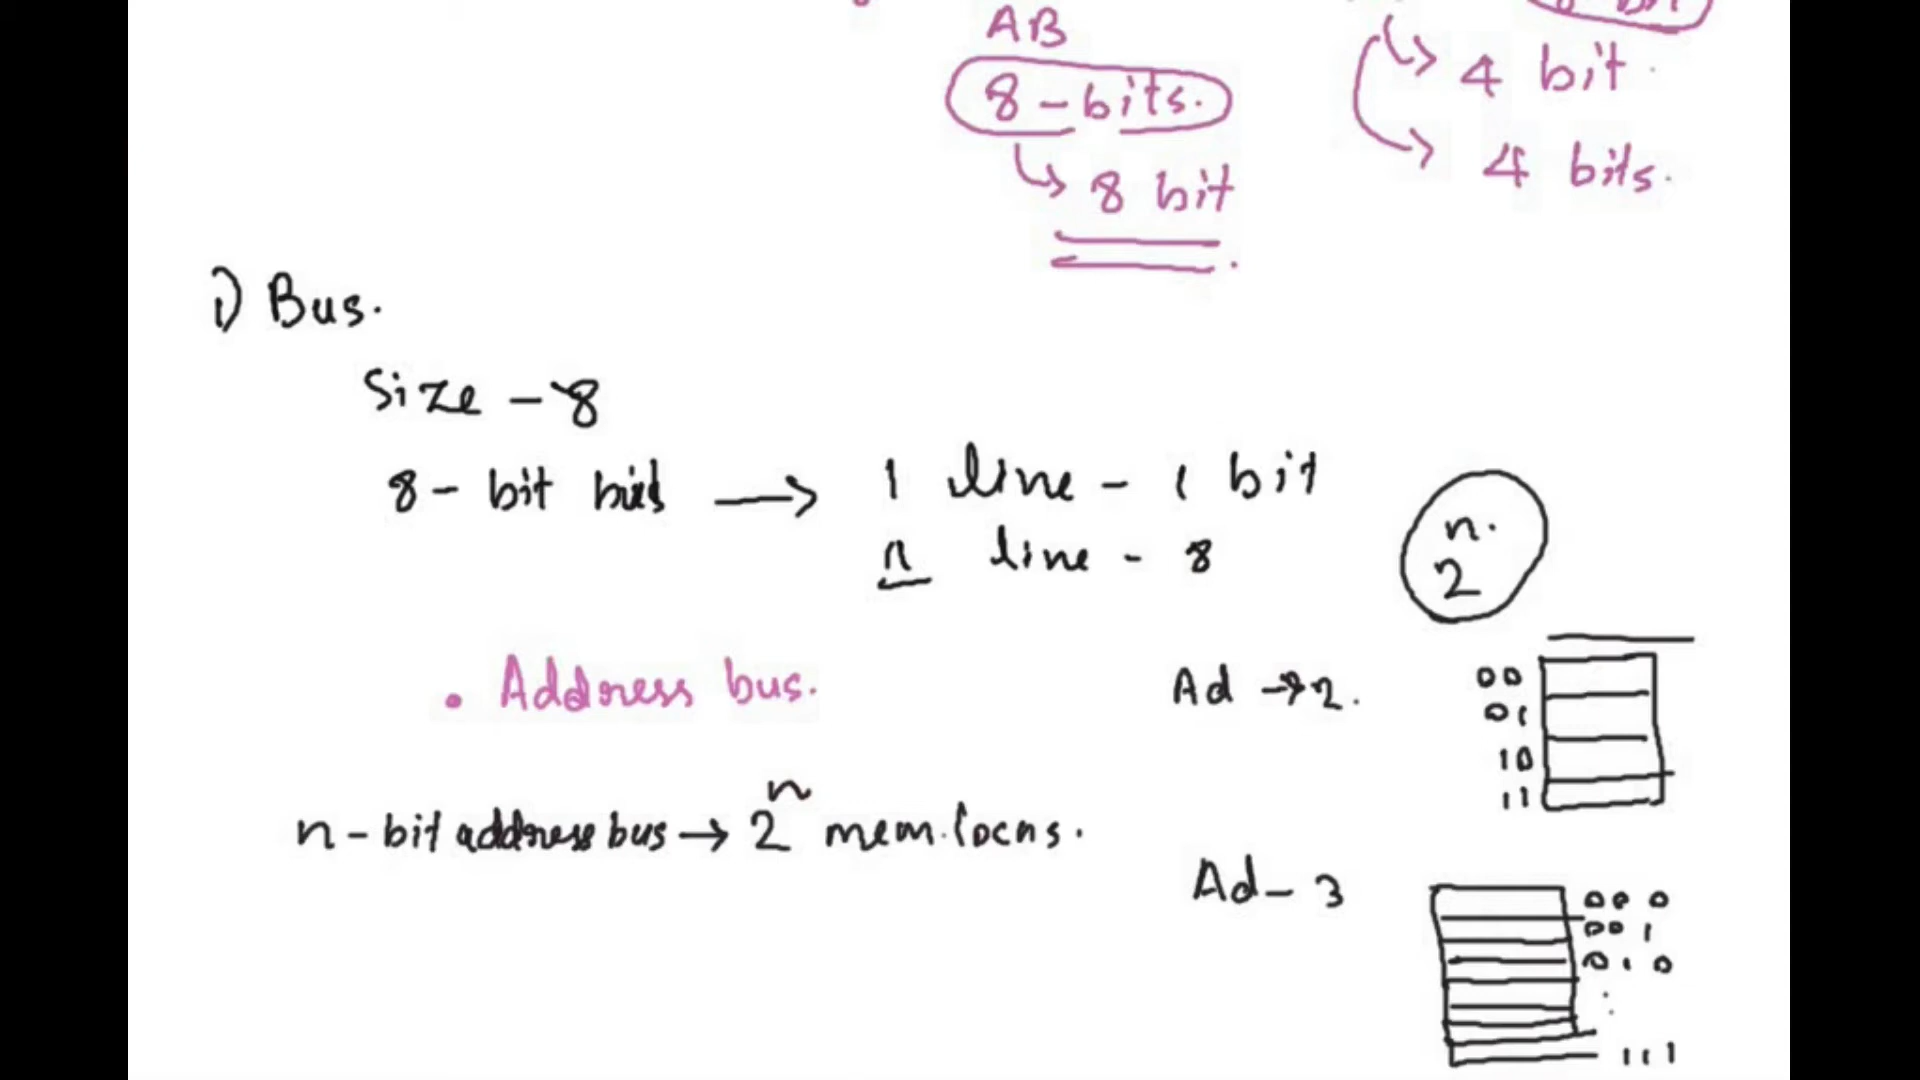 AB
8 - bits.
8 bit
4 bit
4 bits.
i) Bus.
Size - 8
8 - bit → 1 line - 1 bit
n line - 8
n.
2
. Address bus.
Ad → 2.
00
01
10
11
n - bit address bus → 2^n mem. locns.
Ad - 3
000
001
010
111